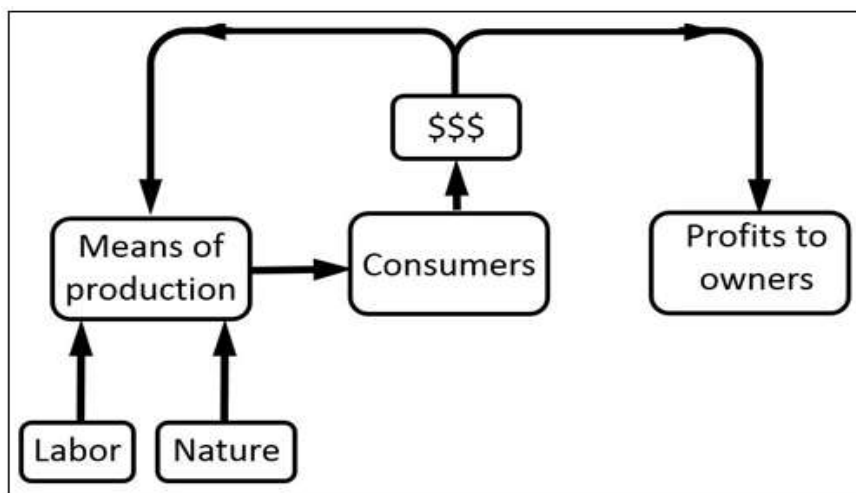 $$$
Means of
production
Consumers
Profits to
owners
Labor
Nature